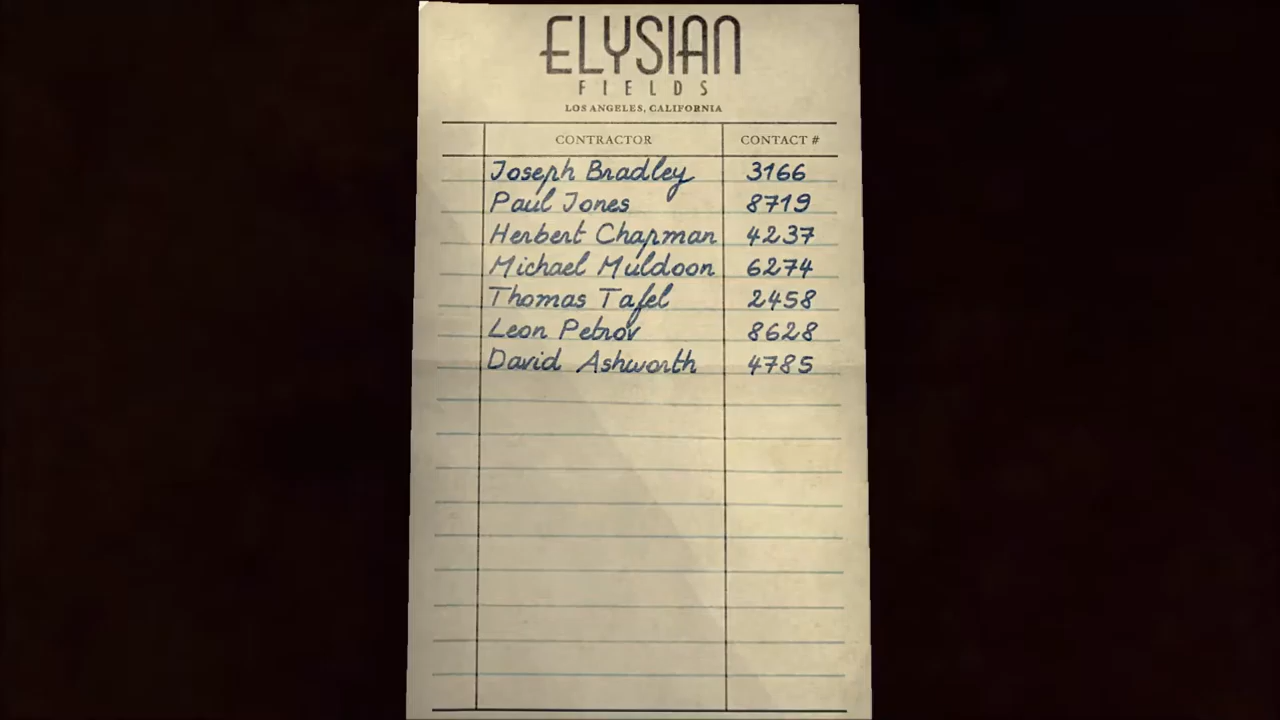 ELYSIAN
FIELDS
LOS ANGELES, CALIFORNIA
CONTRACTOR CONTACT #
Joseph Bradley 3166
Paul Jones 8719
Herbert Chapman 4237
Michael Muldoon 6274
Thomas Tafel 2458
Leon Petrov 8628
David Ashworth 4785